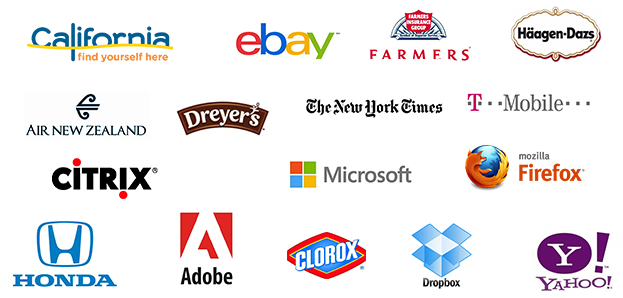 California
find yourself here
ebay™
FARMERS
INSURANCE
GROUP
FARMERS
Häagen-Dazs
AIR NEW ZEALAND
Dreyer's
The New York Times
T··Mobile···
CITRIX®
Microsoft
mozilla
Firefox
HONDA
Adobe
CLOROX
Dropbox
Y!
YAHOO!